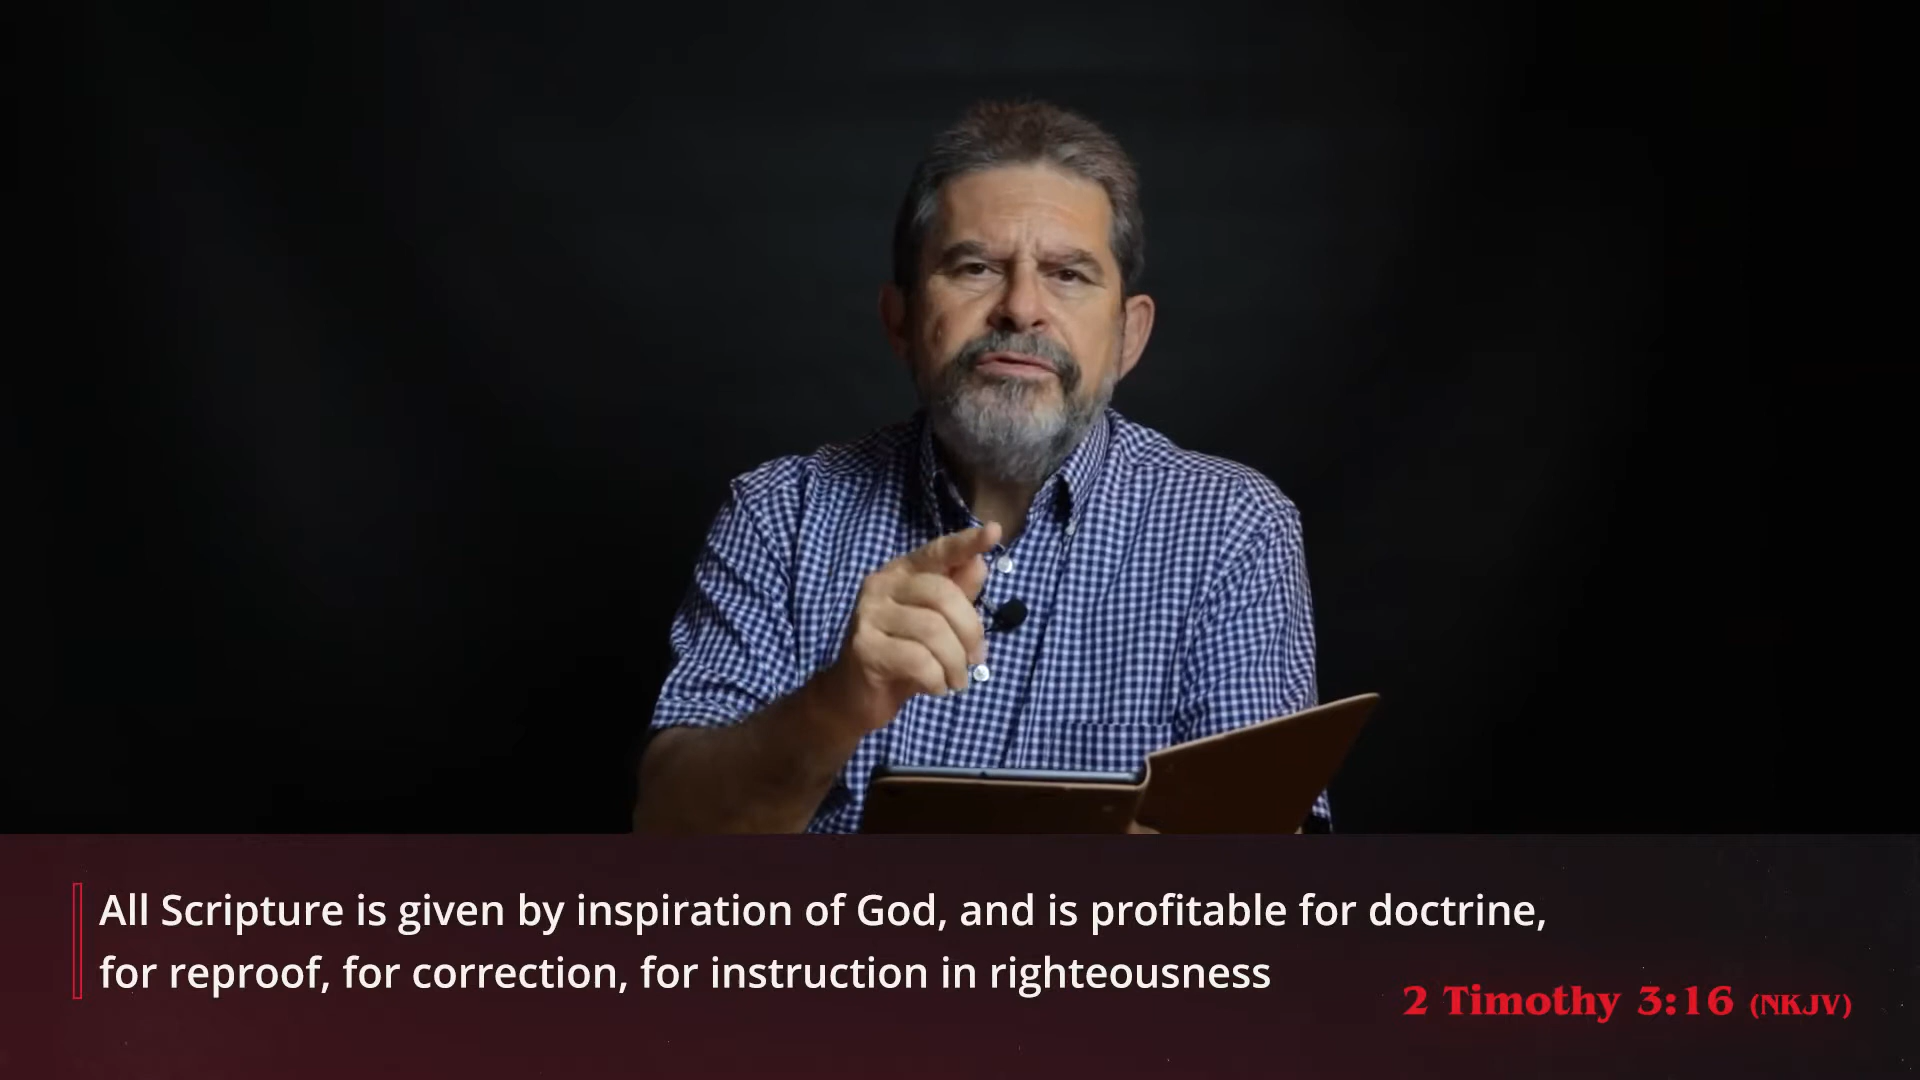 All Scripture is given by inspiration of God, and is profitable for doctrine,
for reproof, for correction, for instruction in righteousness
2 Timothy 3:16 (NKJV)